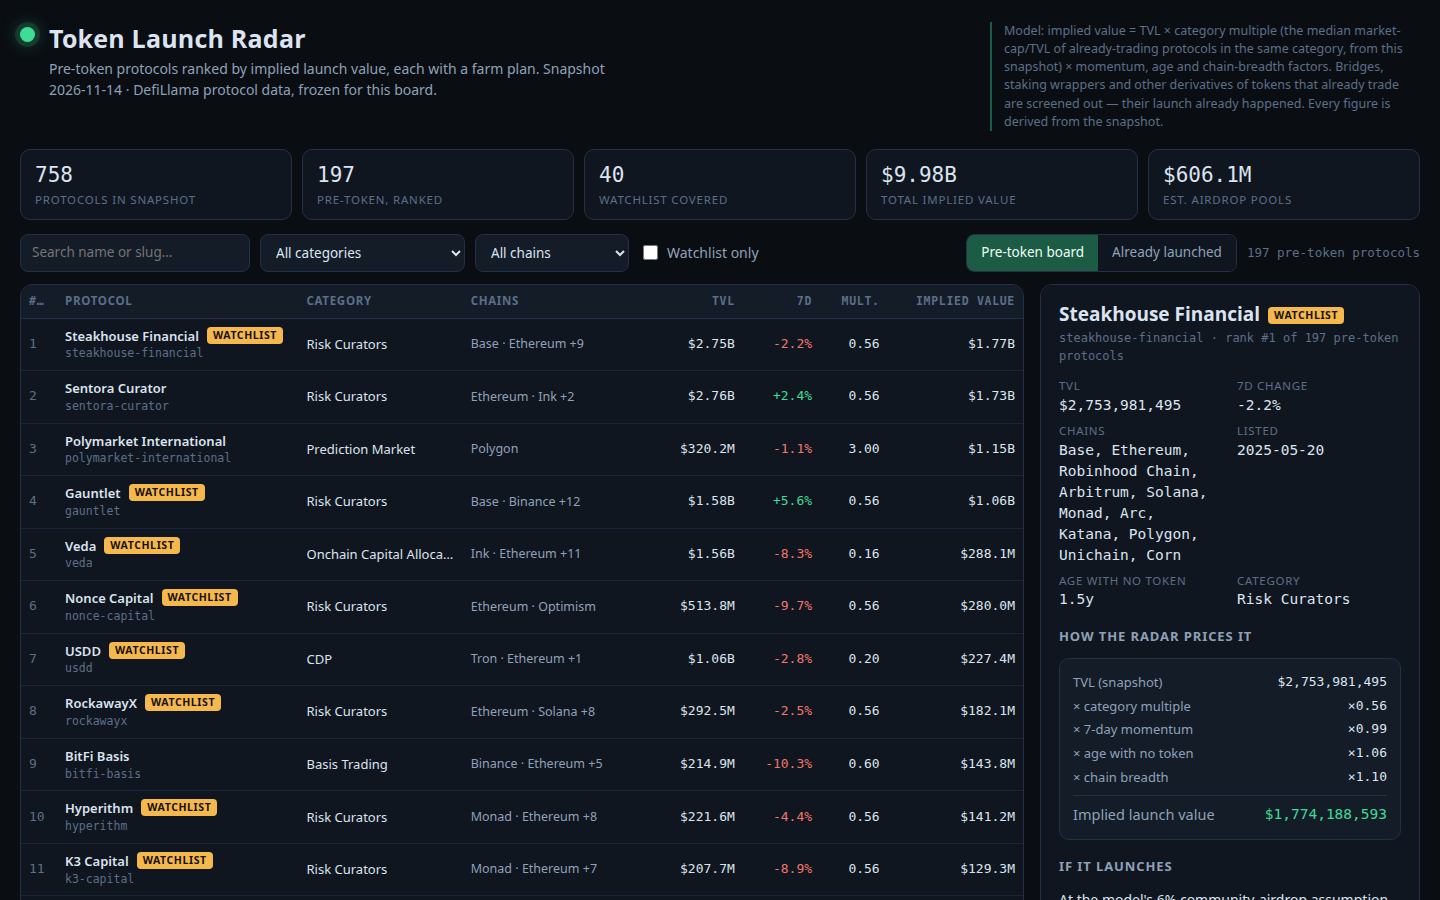 Token Launch Radar
Pre-token protocols ranked by implied launch value, each with a farm plan. Snapshot
2026-11-14 · DefiLlama protocol data, frozen for this board.
Model: implied value = TVL × category multiple (the median market-
cap/TVL of already-trading protocols in the same category, from this
snapshot) × momentum, age and chain-breadth factors. Bridges,
staking wrappers and other derivatives of tokens that already trade
are screened out — their launch already happened. Every figure is
derived from the snapshot.
758
PROTOCOLS IN SNAPSHOT
197
PRE-TOKEN, RANKED
40
WATCHLIST COVERED
$9.98B
TOTAL IMPLIED VALUE
$606.1M
EST. AIRDROP POOLS
Search name or slug...
All categories
All chains
Watchlist only
Pre-token board
Already launched
197 pre-token protocols
#… PROTOCOL CATEGORY CHAINS TVL 7D MULT. IMPLIED VALUE
1 Steakhouse Financial WATCHLIST steakhouse-financial Risk Curators Base · Ethereum +9 $2.75B -2.2% 0.56 $1.77B
2 Sentora Curator sentora-curator Risk Curators Ethereum · Ink +2 $2.76B +2.4% 0.56 $1.73B
3 Polymarket International polymarket-international Prediction Market Polygon $320.2M -1.1% 3.00 $1.15B
4 Gauntlet WATCHLIST gauntlet Risk Curators Base · Binance +12 $1.58B +5.6% 0.56 $1.06B
5 Veda WATCHLIST veda Onchain Capital Alloca... Ink · Ethereum +11 $1.56B -8.3% 0.16 $288.1M
6 Nonce Capital WATCHLIST nonce-capital Risk Curators Ethereum · Optimism $513.8M -9.7% 0.56 $280.0M
7 USDD WATCHLIST usdd CDP Tron · Ethereum +1 $1.06B -2.8% 0.20 $227.4M
8 RockawayX WATCHLIST rockawayx Risk Curators Ethereum · Solana +8 $292.5M -2.5% 0.56 $182.1M
9 BitFi Basis bitfi-basis Basis Trading Binance · Ethereum +5 $214.9M -10.3% 0.60 $143.8M
10 Hyperithm WATCHLIST hyperithm Risk Curators Monad · Ethereum +8 $221.6M -4.4% 0.56 $141.2M
11 K3 Capital WATCHLIST k3-capital Risk Curators Monad · Ethereum +7 $207.7M -8.9% 0.56 $129.3M
Steakhouse Financial WATCHLIST
steakhouse-financial · rank #1 of 197 pre-token
protocols
TVL
$2,753,981,495
7D CHANGE
-2.2%
CHAINS
Base, Ethereum,
Robinhood Chain,
Arbitrum, Solana,
Monad, Arc,
Katana, Polygon,
Unichain, Corn
LISTED
2025-05-20
AGE WITH NO TOKEN
1.5y
CATEGORY
Risk Curators
HOW THE RADAR PRICES IT
TVL (snapshot) $2,753,981,495
× category multiple ×0.56
× 7-day momentum ×0.99
× age with no token ×1.06
× chain breadth ×1.10
Implied launch value $1,774,188,593
IF IT LAUNCHES
At the model's 6% community airdrop assumption